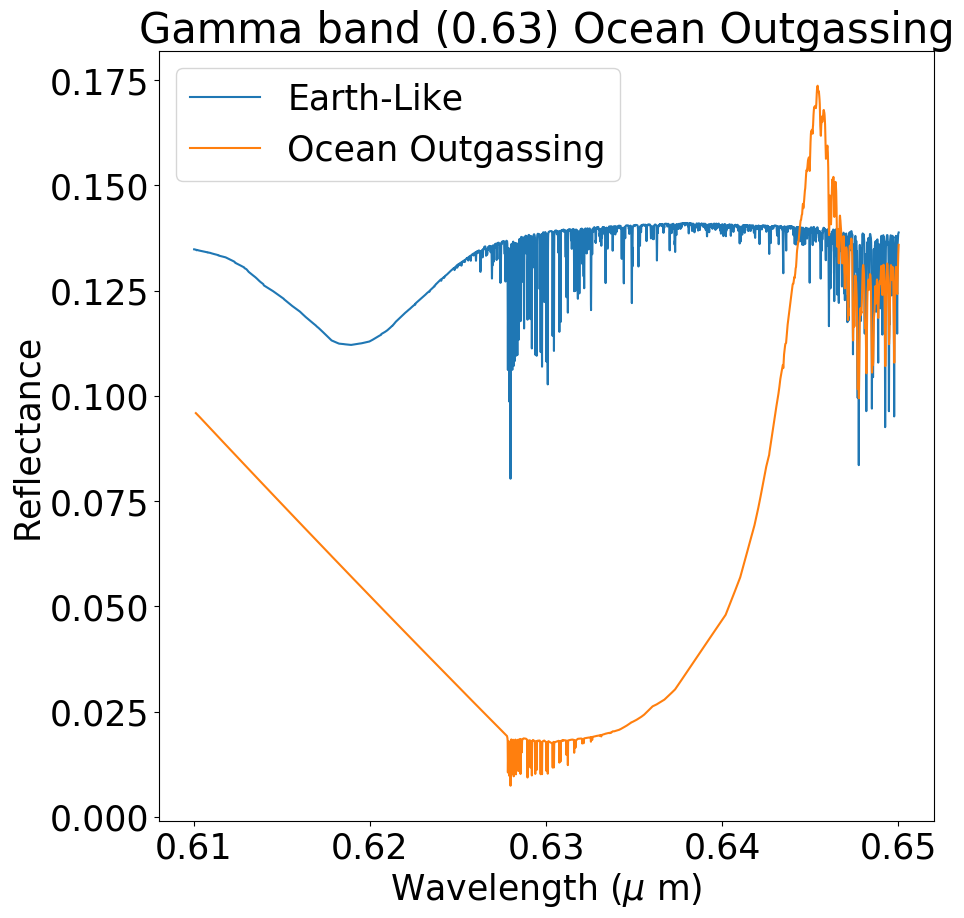 Gamma band (0.63) Ocean Outgassing
Earth-Like
Ocean Outgassing
Reflectance
0.175
0.150
0.125
0.100
0.075
0.050
0.025
0.000
0.61 0.62 0.63 0.64 0.65
Wavelength (μ m)